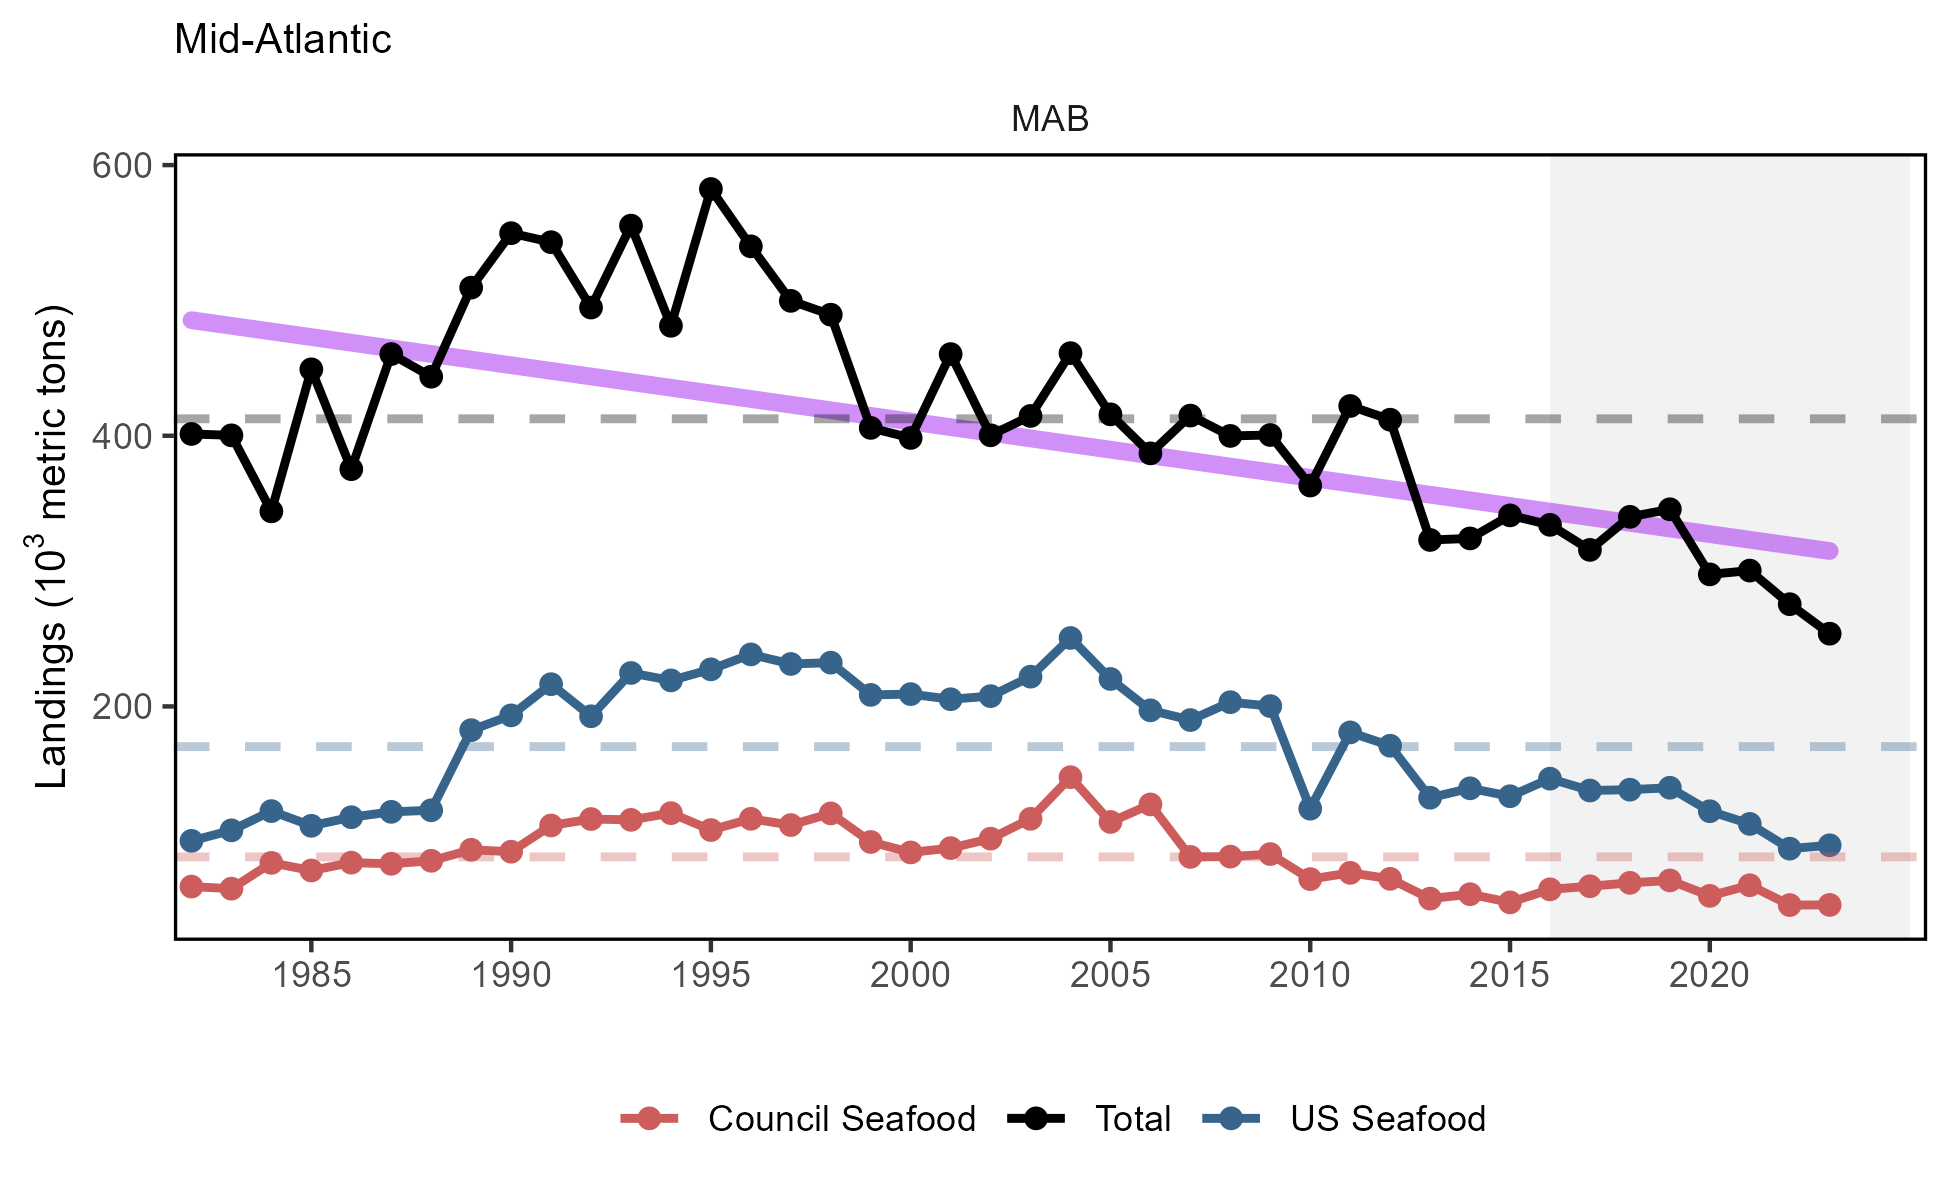 Mid-Atlantic
MAB
600
400
200
Landings (10³ metric tons)
1985 1990 1995 2000 2005 2010 2015 2020
Council Seafood Total US Seafood